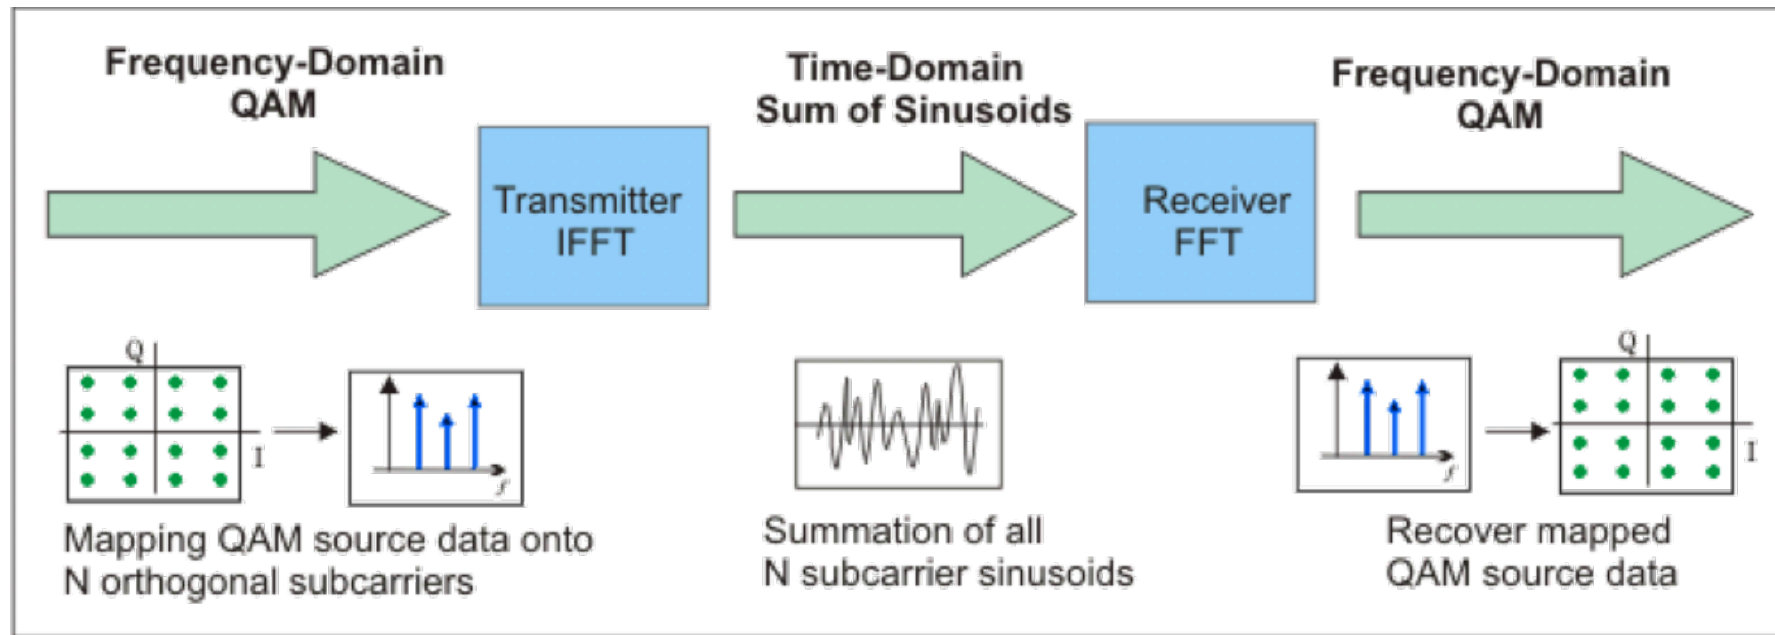 Frequency-Domain
QAM
Time-Domain
Sum of Sinusoids
Frequency-Domain
QAM
Transmitter
IFFT
Receiver
FFT
Q
I
f
f
Q
I
Mapping QAM source data onto
N orthogonal subcarriers
Summation of all
N subcarrier sinusoids
Recover mapped
QAM source data